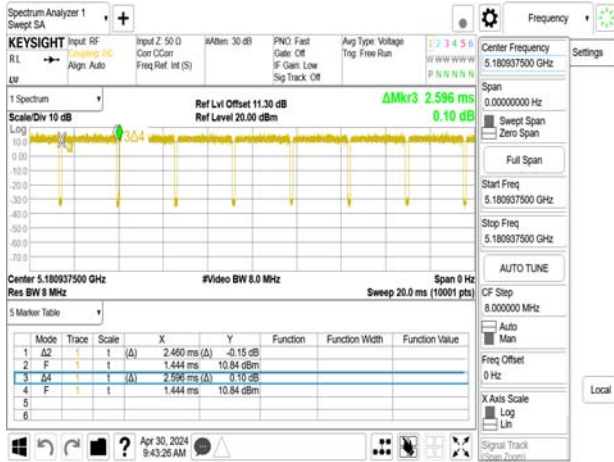 Spectrum Analyzer 1
Swept SA
+
Frequency
KEYSIGHT
Input: RF
Coupling: DC
Align: Auto
Input Z: 50 Ω
Corr CCorr
Freq Ref: Int (S)
#Atten: 30 dB
PNO: Fast
Gate: Off
IF Gain: Low
Sig Track: Off
Avg Type: Voltage
Trig: Free Run
1 2 3 4 5 6
W W W W W W
P N N N N N
RL
LXI
1 Spectrum
Scale/Div 10 dB
Ref Lvl Offset 11.30 dB
Ref Level 20.00 dBm
ΔMkr3 2.596 ms
0.10 dB
Log
10.0
0.00
-10.0
-20.0
-30.0
-40.0
-50.0
-60.0
-70.0
3Δ4
Center 5.180937500 GHz
Res BW 8 MHz
#Video BW 8.0 MHz
Span 0 Hz
Sweep 20.0 ms (10001 pts)
5 Marker Table
Mode Trace Scale X Y Function Function Width Function Value
1 Δ2 1 t (Δ) 2.460 ms (Δ) -0.15 dB
2 F 1 t 1.444 ms 10.84 dBm
3 Δ4 1 t (Δ) 2.596 ms (Δ) 0.10 dB
4 F 1 t 1.444 ms 10.84 dBm
5
6
?
Apr 30, 2024
9:43:26 AM
Center Frequency
5.180937500 GHz
Settings
Span
0.00000000 Hz
Swept Span
Zero Span
Full Span
Start Freq
5.180937500 GHz
Stop Freq
5.180937500 GHz
AUTO TUNE
CF Step
8.000000 MHz
Auto
Man
Freq Offset
0 Hz
X Axis Scale
Log
Lin
Local
Signal Track
(Span Zoom)